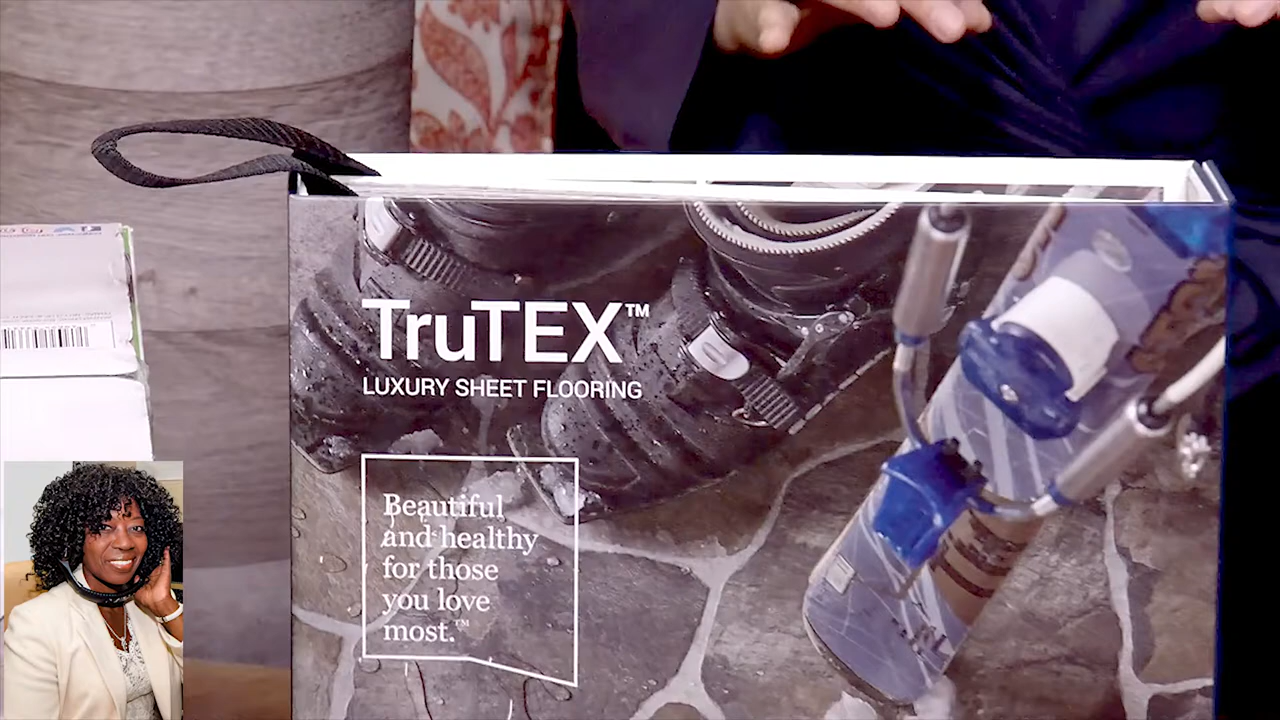 TruTEX™
LUXURY SHEET FLOORING
Beautiful
and healthy
for those
you love
most.™